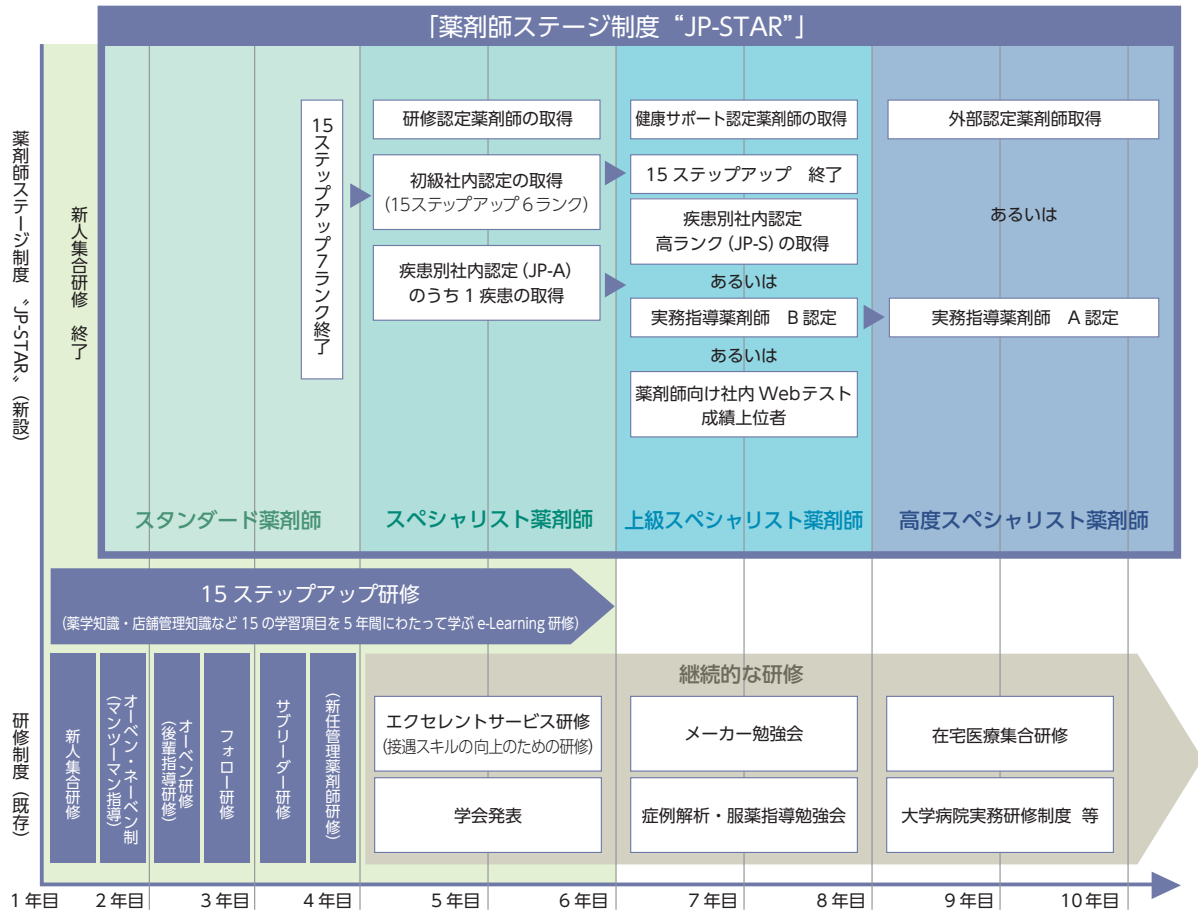 「薬剤師ステージ制度 “JP-STAR”」
薬剤師ステージ制度 “JP-STAR”（新設）
新人集合研修 終了
15ステップアップ7ランク終了
研修認定薬剤師の取得
初級社内認定の取得
(15ステップアップ 6 ランク)
疾患別社内認定 (JP-A)
のうち 1 疾患の取得
健康サポート認定薬剤師の取得
15 ステップアップ 終了
疾患別社内認定
高ランク (JP-S) の取得
あるいは
実務指導薬剤師 B 認定
あるいは
薬剤師向け社内 Webテスト
成績上位者
外部認定薬剤師取得
あるいは
実務指導薬剤師 A 認定
スタンダード薬剤師
スペシャリスト薬剤師
上級スペシャリスト薬剤師
高度スペシャリスト薬剤師
15 ステップアップ研修
(薬学知識・店舗管理知識など 15 の学習項目を 5 年間にわたって学ぶ e-Learning 研修)
研修制度（既存）
新人集合研修
オーベン・ネーベン制
(マンツーマン指導)
オーベン研修
(後輩指導研修)
フォロー研修
サブリーダー研修
(新任管理薬剤師研修)
継続的な研修
エクセレントサービス研修
(接遇スキルの向上のための研修)
学会発表
メーカー勉強会
症例解析・服薬指導勉強会
在宅医療集合研修
大学病院実務研修制度 等
1 年目
2 年目
3 年目
4 年目
5 年目
6 年目
7 年目
8 年目
9 年目
10 年目